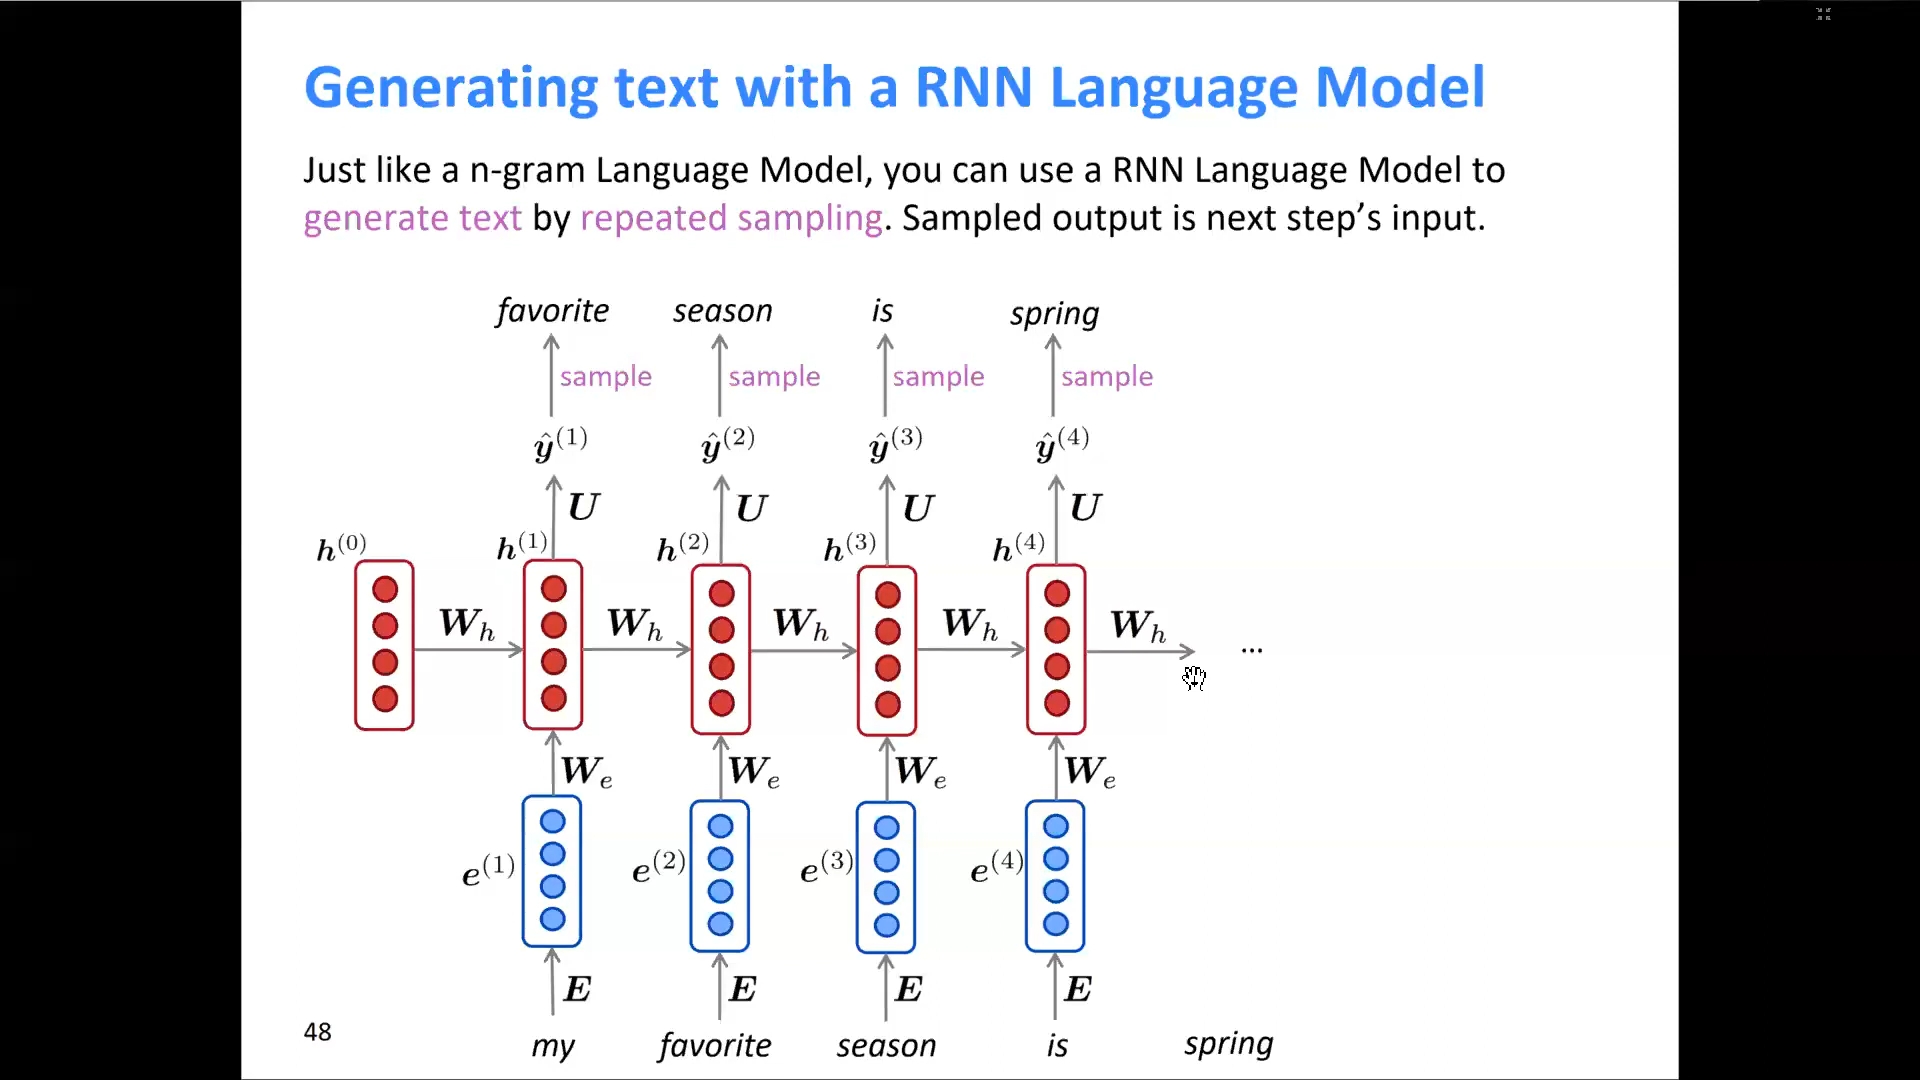 Generating text with a RNN Language Model
Just like a n-gram Language Model, you can use a RNN Language Model to
generate text by repeated sampling. Sampled output is next step’s input.
favorite season is spring
sample sample sample sample
ŷ(1) ŷ(2) ŷ(3) ŷ(4)
U U U U
h(0) h(1) h(2) h(3) h(4)
Wh Wh Wh Wh Wh ...
We We We We
e(1) e(2) e(3) e(4)
E E E E
48
my favorite season is spring